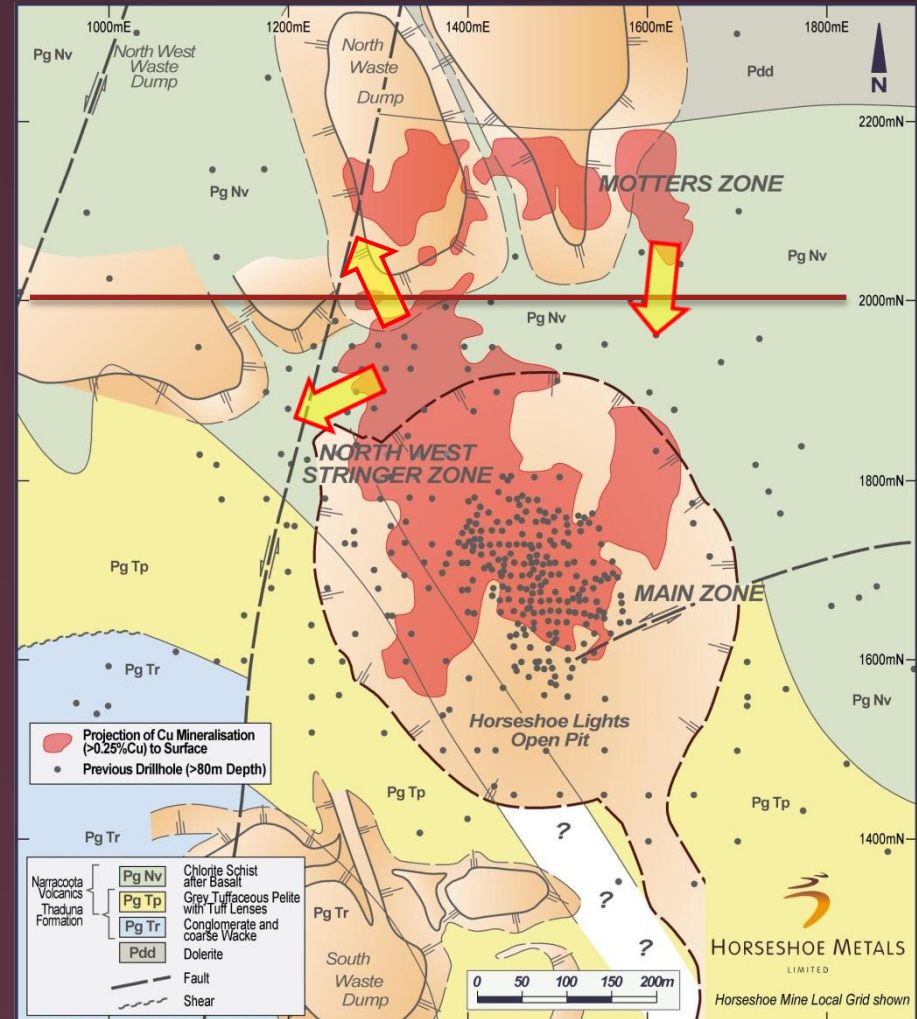 1000mE
1200mE
1400mE
1600mE
1800mE
Pg Nv
North West
Waste
Dump
North
Waste
Dump
Pdd
N
2200mN
Pg Nv
MOTTERS ZONE
Pg Nv
2000mN
Pg Nv
NORTH WEST
STRINGER ZONE
1800mN
Pg Tp
MAIN ZONE
1600mN
Pg Tr
Pg Nv
Horseshoe Lights
Open Pit
Projection of Cu Mineralisation
(>0.25%Cu) to Surface
Previous Drillhole (>80m Depth)
Pg Tp
Pg Tp
?
1400mN
Pg Tr
Narracoota
Volcanics
Thaduna
Formation
Pg Nv
Chlorite Schist
after Basalt
Pg Tp
Grey Tuffaceous Pelite
with Tuff Lenses
Pg Tr
Conglomerate and
coarse Wacke
Pdd
Dolerite
Fault
Shear
Pg Tr
?
?
South
Waste
Dump
0 50 100 150 200m
HORSESHOE METALS
LIMITED
Horseshoe Mine Local Grid shown